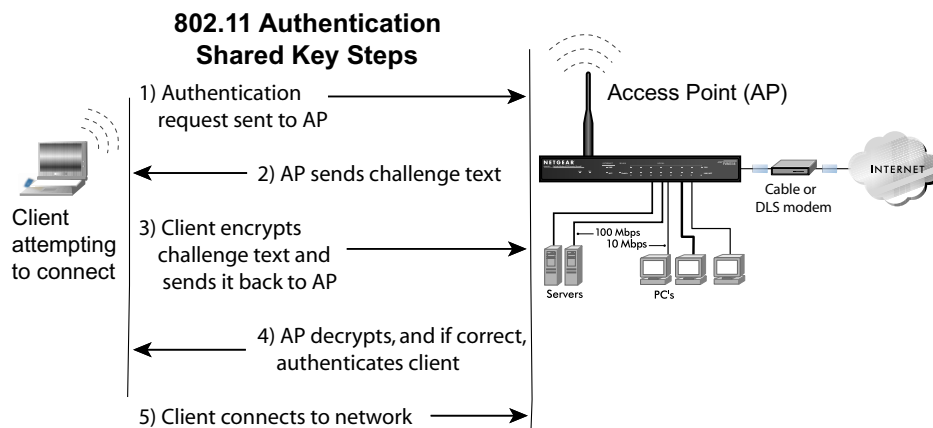 802.11 Authentication
Shared Key Steps
1) Authentication
request sent to AP
Access Point (AP)
2) AP sends challenge text
NETGEAR
INTERNET
Cable or
DLS modem
Client
attempting
to connect
3) Client encrypts
challenge text and
sends it back to AP
100 Mbps
10 Mbps
Servers
PC's
4) AP decrypts, and if correct,
authenticates client
5) Client connects to network